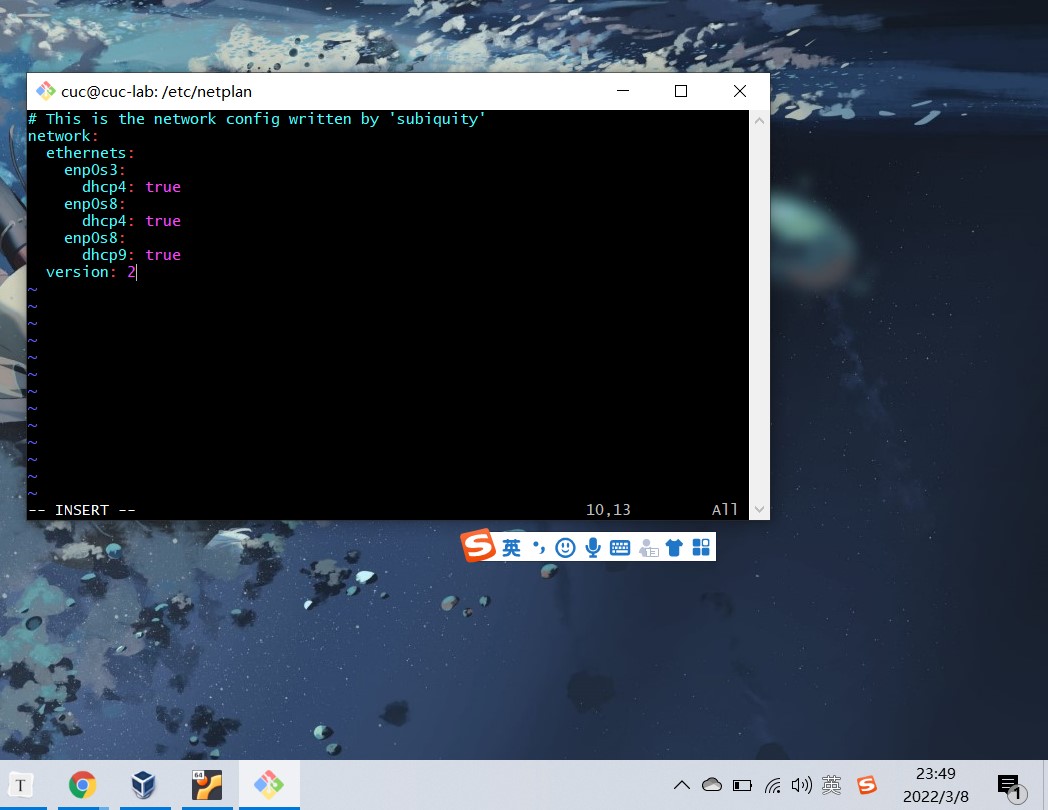 cuc@cuc-lab: /etc/netplan
# This is the network config written by 'subiquity'
network:
  ethernets:
    enp0s3:
      dhcp4: true
    enp0s8:
      dhcp4: true
    enp0s8:
      dhcp9: true
  version: 2
~
~
~
~
~
~
~
~
~
~
~
~
~
-- INSERT -- 10,13 All
S 英
T 64 英 S 23:49
2022/3/8 1